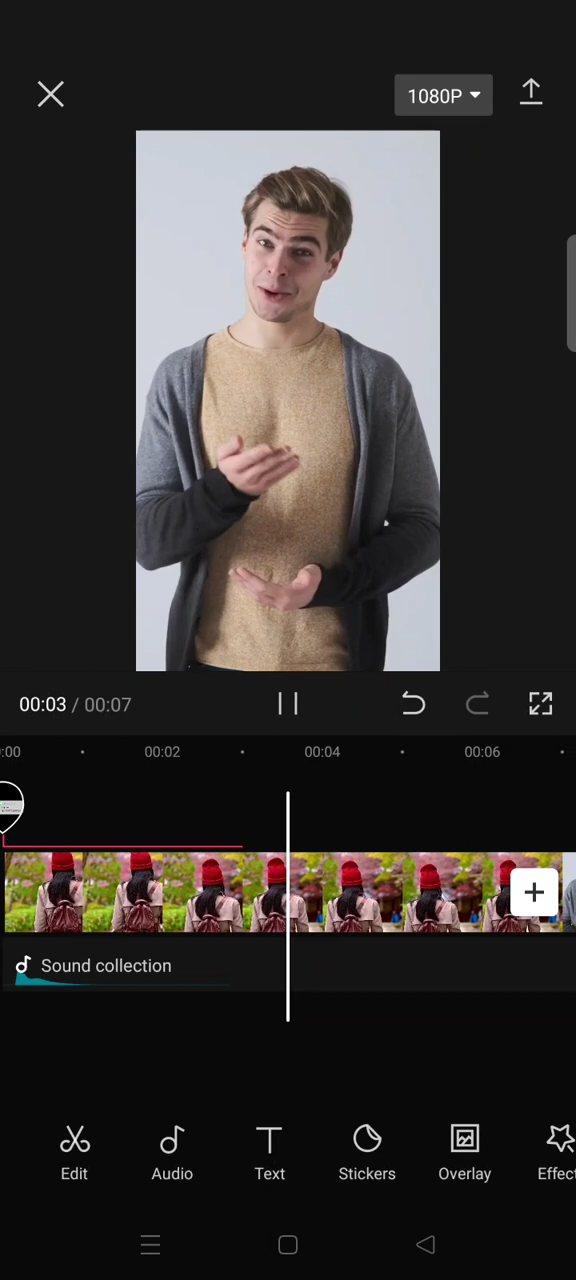 1080P
00:03 / 00:07
:00 00:02 00:04 00:06
Sound collection
Edit Audio Text Stickers Overlay Effect